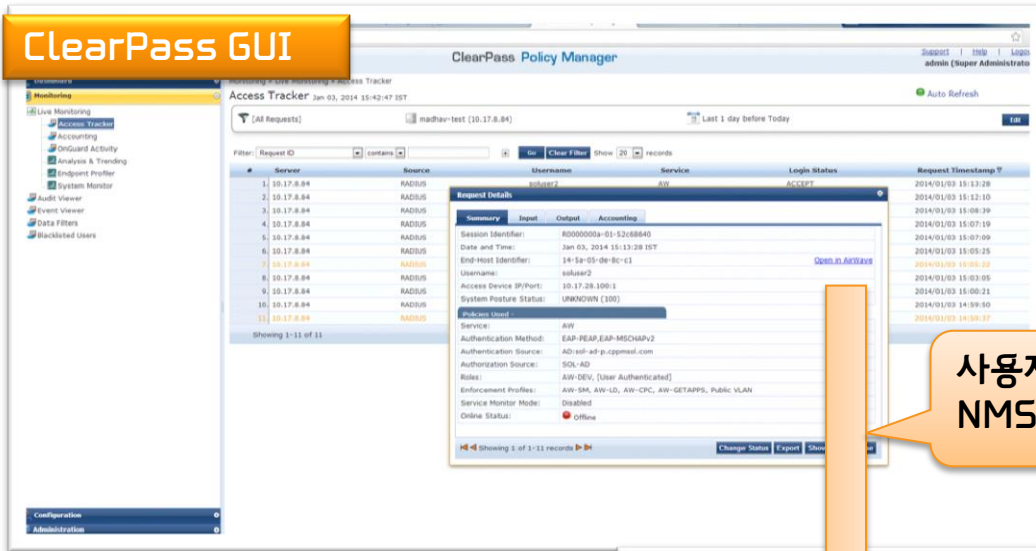 ClearPass GUI
ClearPass Policy Manager
Support | Help |
admin (Super Administrato
Dashboard
Monitoring
Live Monitoring
Access Tracker
Accounting
OnGuard Activity
Analysis & Trending
Endpoint Profiler
System Monitor
Audit Viewer
Event Viewer
Data Filters
Blacklisted Users
Configuration
Administration
Monitoring » Live Monitoring » Access Tracker
Access Tracker Jan 03, 2014 15:42:47 IST
Auto Refresh
[All Requests] madhav-test (10.17.8.84) Last 1 day before Today Edit
Filter: Request ID contains Go Clear Filter Show 20 records
# Server Source Username Service Login Status Request Timestamp
1. 10.17.8.84 RADIUS soluser2 AW ACCEPT 2014/01/03 15:13:28
2. 10.17.8.84 RADIUS 2014/01/03 15:12:10
3. 10.17.8.84 RADIUS 2014/01/03 15:08:39
4. 10.17.8.84 RADIUS 2014/01/03 15:07:19
5. 10.17.8.84 RADIUS 2014/01/03 15:07:09
6. 10.17.8.84 RADIUS 2014/01/03 15:05:25
7. 10.17.8.84 RADIUS
8. 10.17.8.84 RADIUS 2014/01/03 15:03:05
9. 10.17.8.84 RADIUS 2014/01/03 15:00:21
10. 10.17.8.84 RADIUS 2014/01/03 14:59:50
11. 10.17.8.84 RADIUS 2014/01/03 14:59:37
Showing 1-11 of 11
Request Details
Summary Input Output Accounting
Session Identifier: R0000000a-01-52c68640
Date and Time: Jan 03, 2014 15:13:28 IST
End-Host Identifier: 14-5a-05-de-8c-c1 Open in AirWave
Username: soluser2
Access Device IP/Port: 10.17.28.100:1
System Posture Status: UNKNOWN (100)
Policies Used -
Service: AW
Authentication Method: EAP-PEAP,EAP-MSCHAPv2
Authentication Source: AD:sol-ad-p.cppmsol.com
Authorization Source: SOL-AD
Roles: AW-DEV, [User Authenticated]
Enforcement Profiles: AW-SM, AW-LD, AW-CPC, AW-GETAPPS, Public VLAN
Service Monitor Mode: Disabled
Online Status: Offline
Showing 1 of 1-11 records Change Status Export Show
사용자
NMS